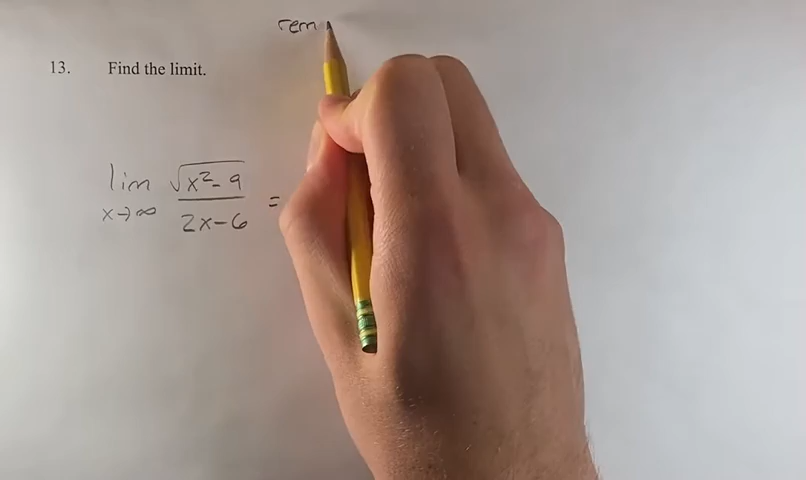 rem
13. Find the limit.
lim x→∞ √(x²-9) / (2x-6) =